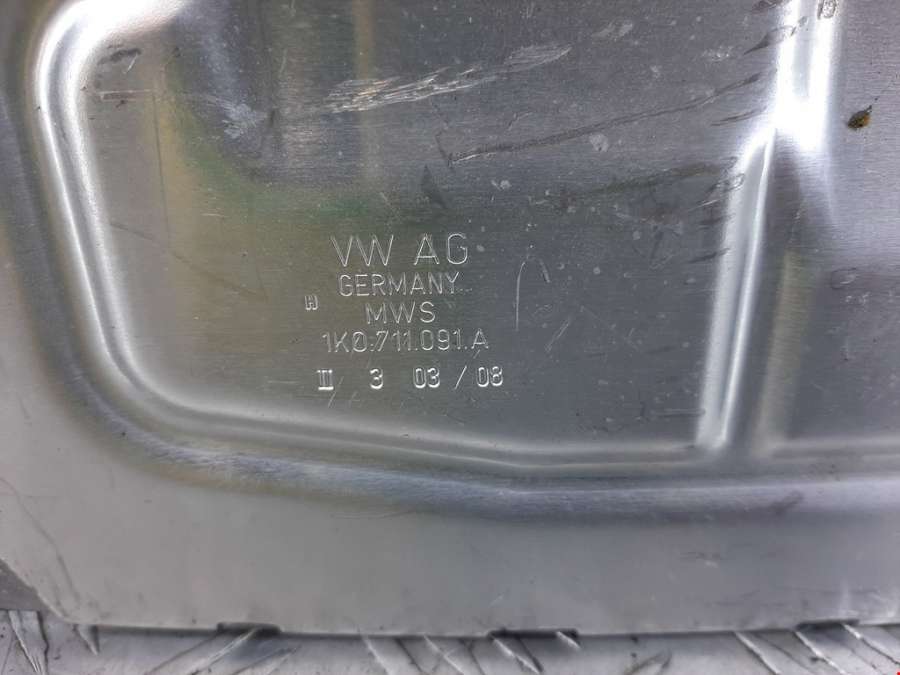 VW AG
GERMANY
H
MWS
1K0.711.091.A
II 3 03/08